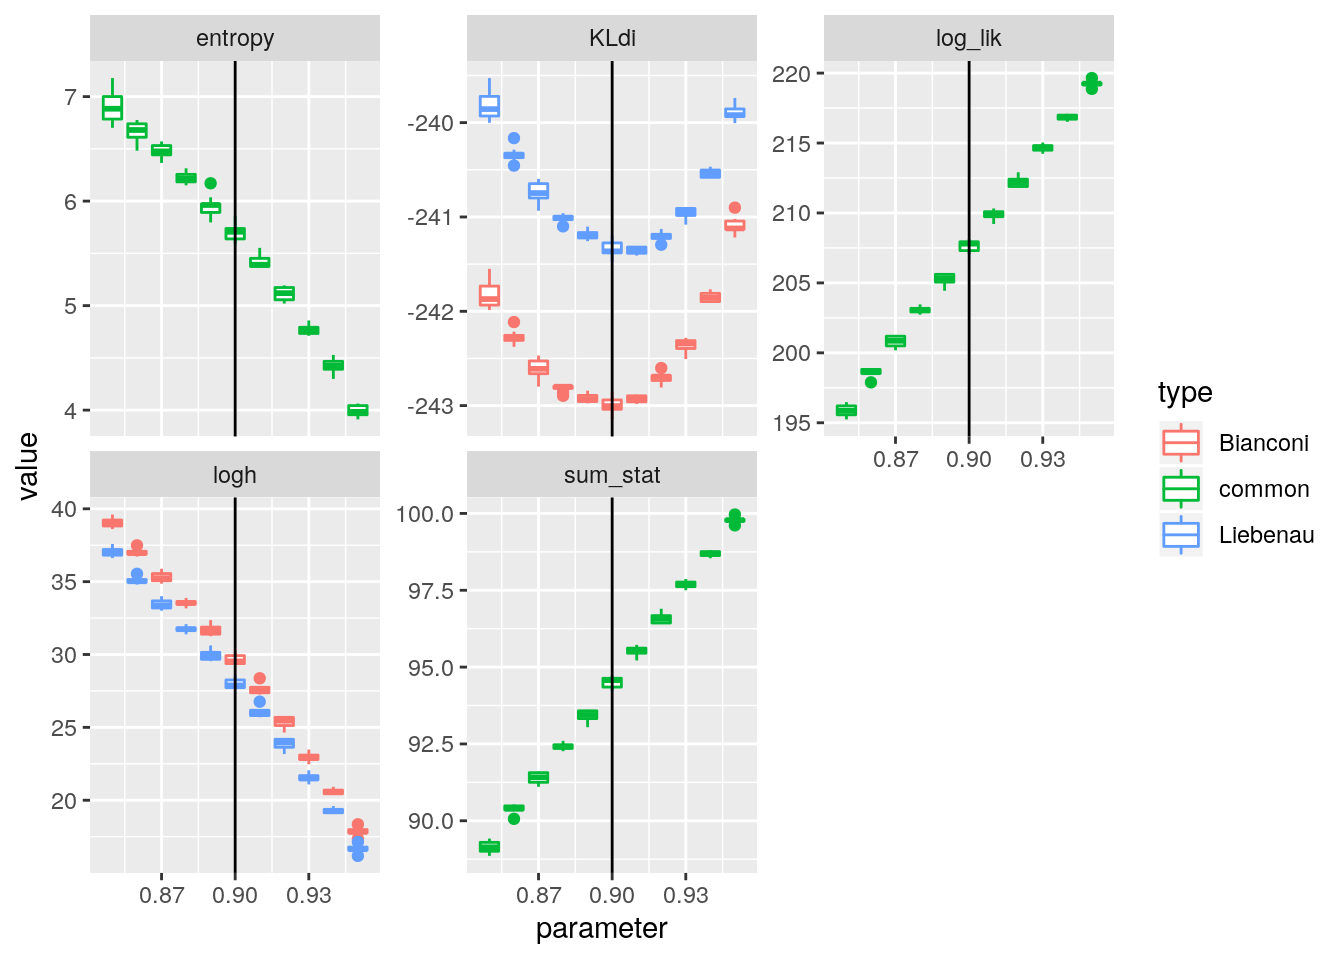 entropy
KLdi
log_lik
7
6
5
4
-240
-241
-242
-243
220
215
210
205
200
195
0.87 0.90 0.93
value
logh
sum_stat
40
35
30
25
20
100.0
97.5
95.0
92.5
90.0
0.87 0.90 0.93
0.87 0.90 0.93
parameter
type
Bianconi
common
Liebenau